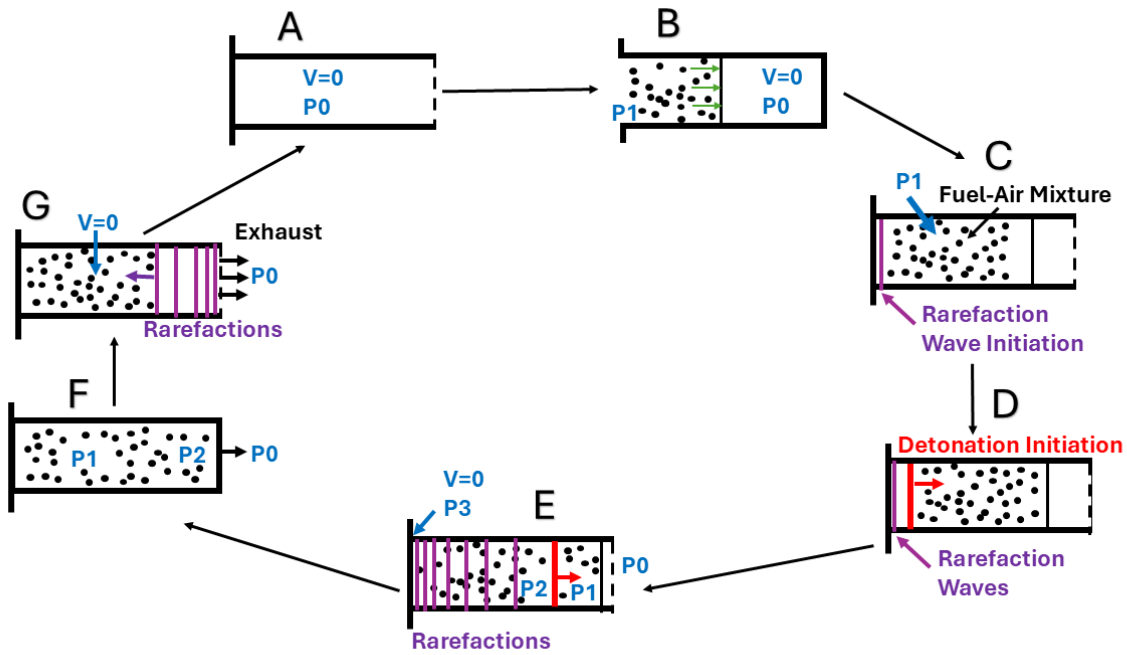 A
V=0
P0
B
P1
V=0
P0
C
P1
Fuel-Air Mixture
Rarefaction
Wave Initiation
D
Detonation Initiation
Rarefaction
Waves
E
V=0
P3
P2
P1
P0
Rarefactions
F
P1
P2
P0
G
V=0
Exhaust
P0
Rarefactions